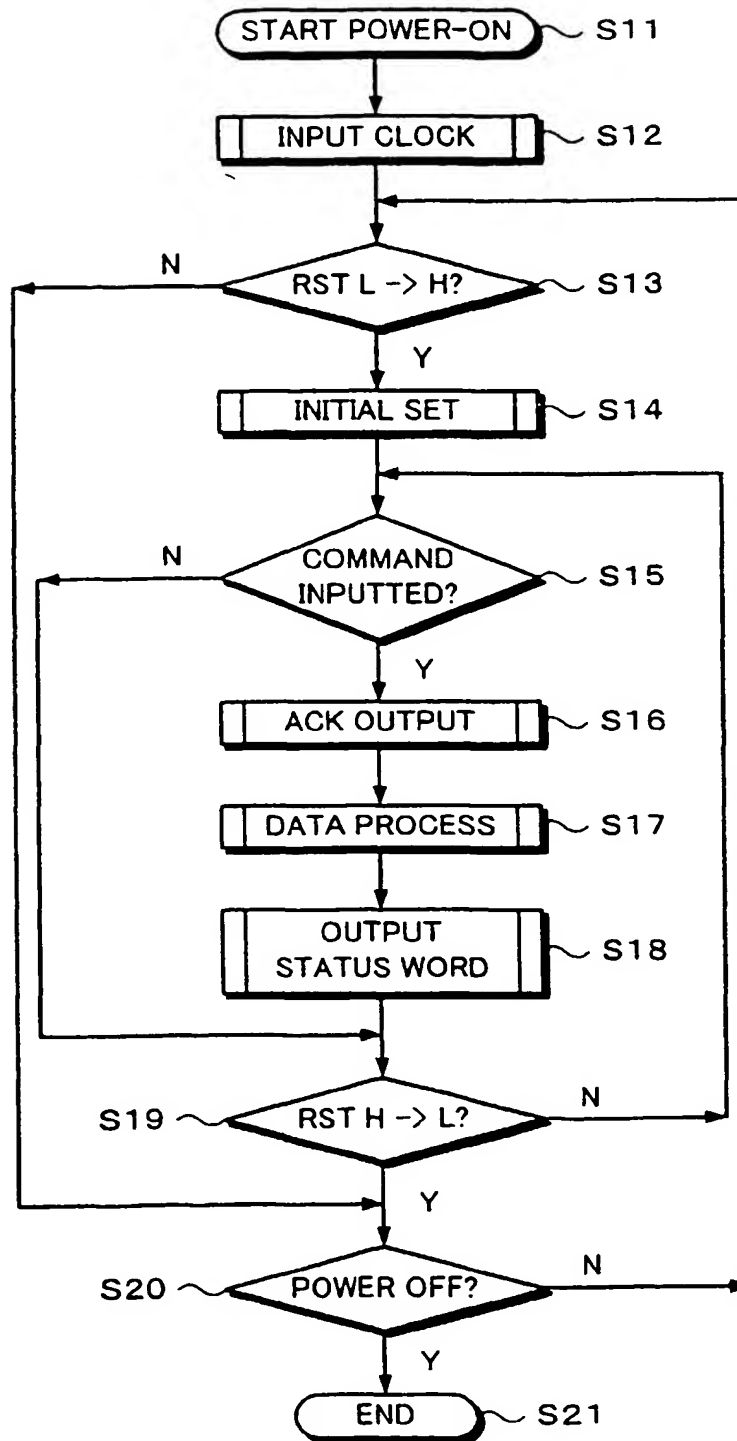 START POWER-ON S11
INPUT CLOCK S12
N
RST L -> H? S13
Y
INITIAL SET S14
N
COMMAND
INPUTTED?
S15
Y
ACK OUTPUT S16
DATA PROCESS S17
OUTPUT
STATUS WORD
S18
S19 RST H -> L? N
Y
S20 POWER OFF? N
Y
END S21